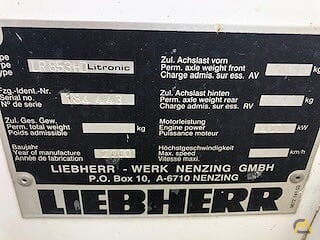 pe
ype Litronic
ype
Fzg.-Ident.-Nr.
Serial no.
N° de serie
Zul. Ges. Gew.
Perm. total weight kg
Poids admissible
Baujahr
Year of manufacture
Année de fabrication
Zul. Achslast vorn
Perm. axle weight front kg
Charge admis. sur ess. AV
Zul. Achslast hinten
Perm. axle weight rear kg
Charge admis. sur ess. RV
Motorleistung
Engine power kW
Puissance moteur
Höchstgeschwindigkeit
Max. speed km/h
Vitesse maxi.
LIEBHERR - WERK NENZING GMBH
P.O. Box 10, A-6710 NENZING
LIEBHERR